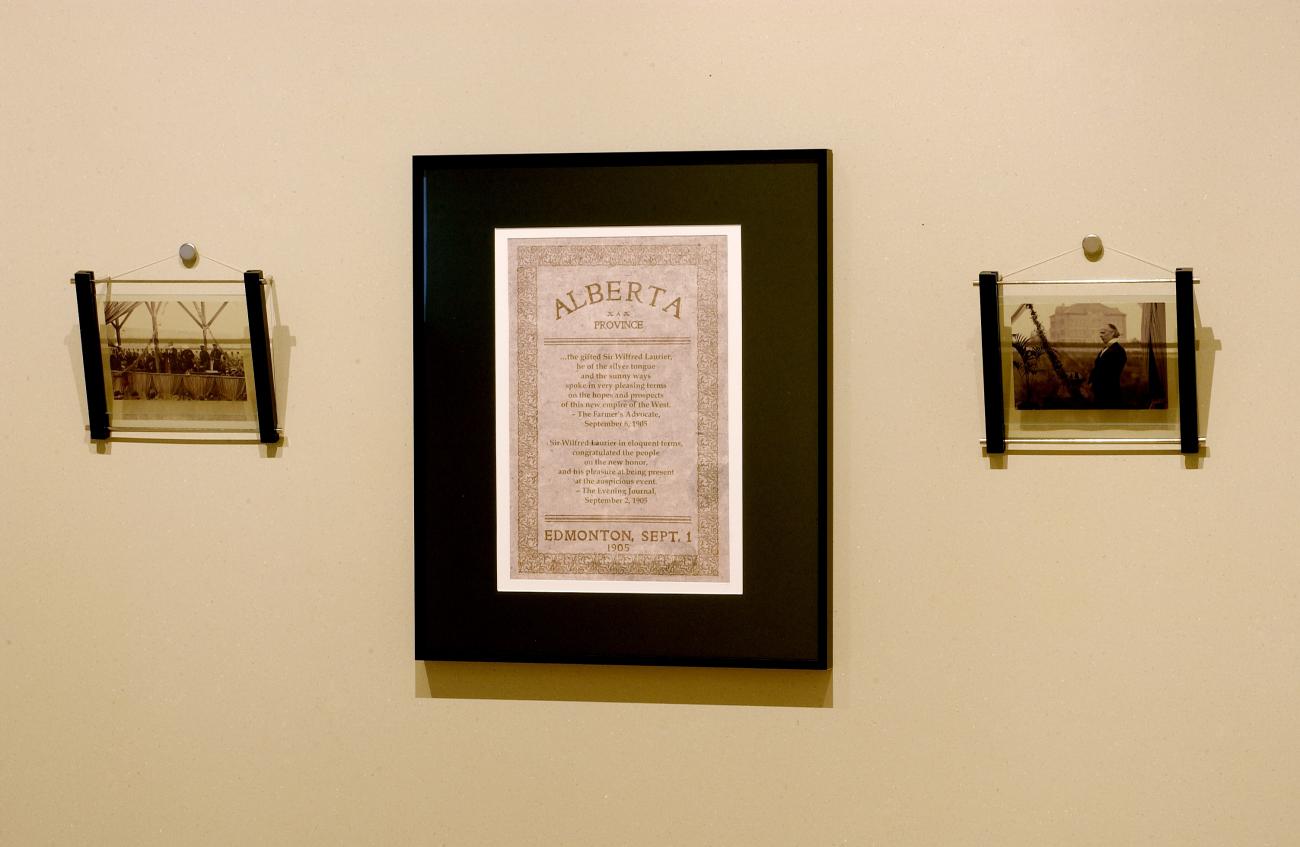 ALBERTA
A
PROVINCE
...the gifted Sir Wilfred Laurier,
he of the silver tongue
and the sunny ways
spoke in very pleasing terms
on the hopes and prospects
of this new empire of the West.
– The Farmer's Advocate,
September 6, 1905
Sir Wilfred Laurier in eloquent terms,
congratulated the people
on the new honor,
and his pleasure at being present
at the auspicious event.
– The Evening Journal,
September 2, 1905
EDMONTON, SEPT. 1
1905